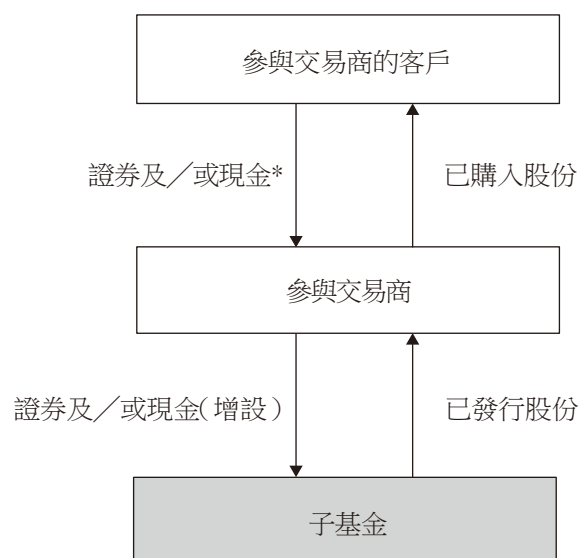 參與交易商的客戶
證券及／或現金*
已購入股份
參與交易商
證券及／或現金（增設）
已發行股份
子基金